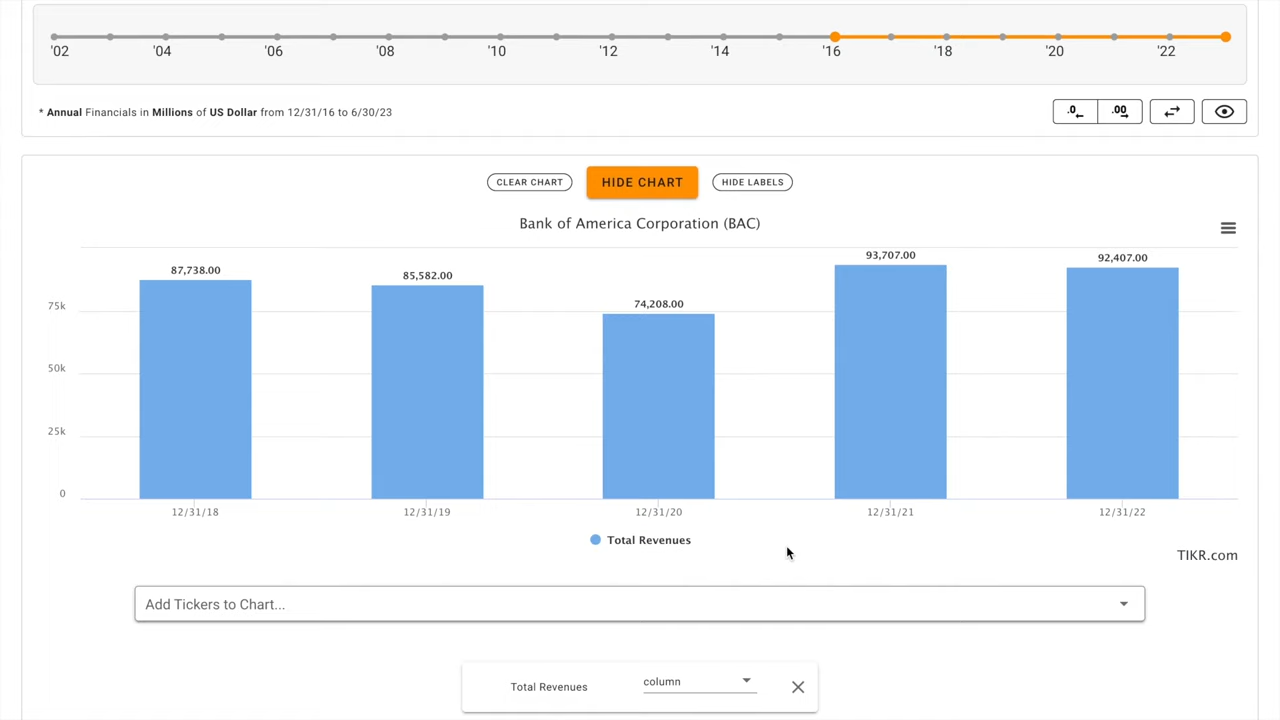 '02 '04 '06 '08 '10 '12 '14 '16 '18 '20 '22
* Annual Financials in Millions of US Dollar from 12/31/16 to 6/30/23
.0 .00
CLEAR CHART HIDE CHART HIDE LABELS
Bank of America Corporation (BAC)
87,738.00 85,582.00 74,208.00 93,707.00 92,407.00
75k
50k
25k
0
12/31/18 12/31/19 12/31/20 12/31/21 12/31/22
Total Revenues
TIKR.com
Add Tickers to Chart...
Total Revenues column